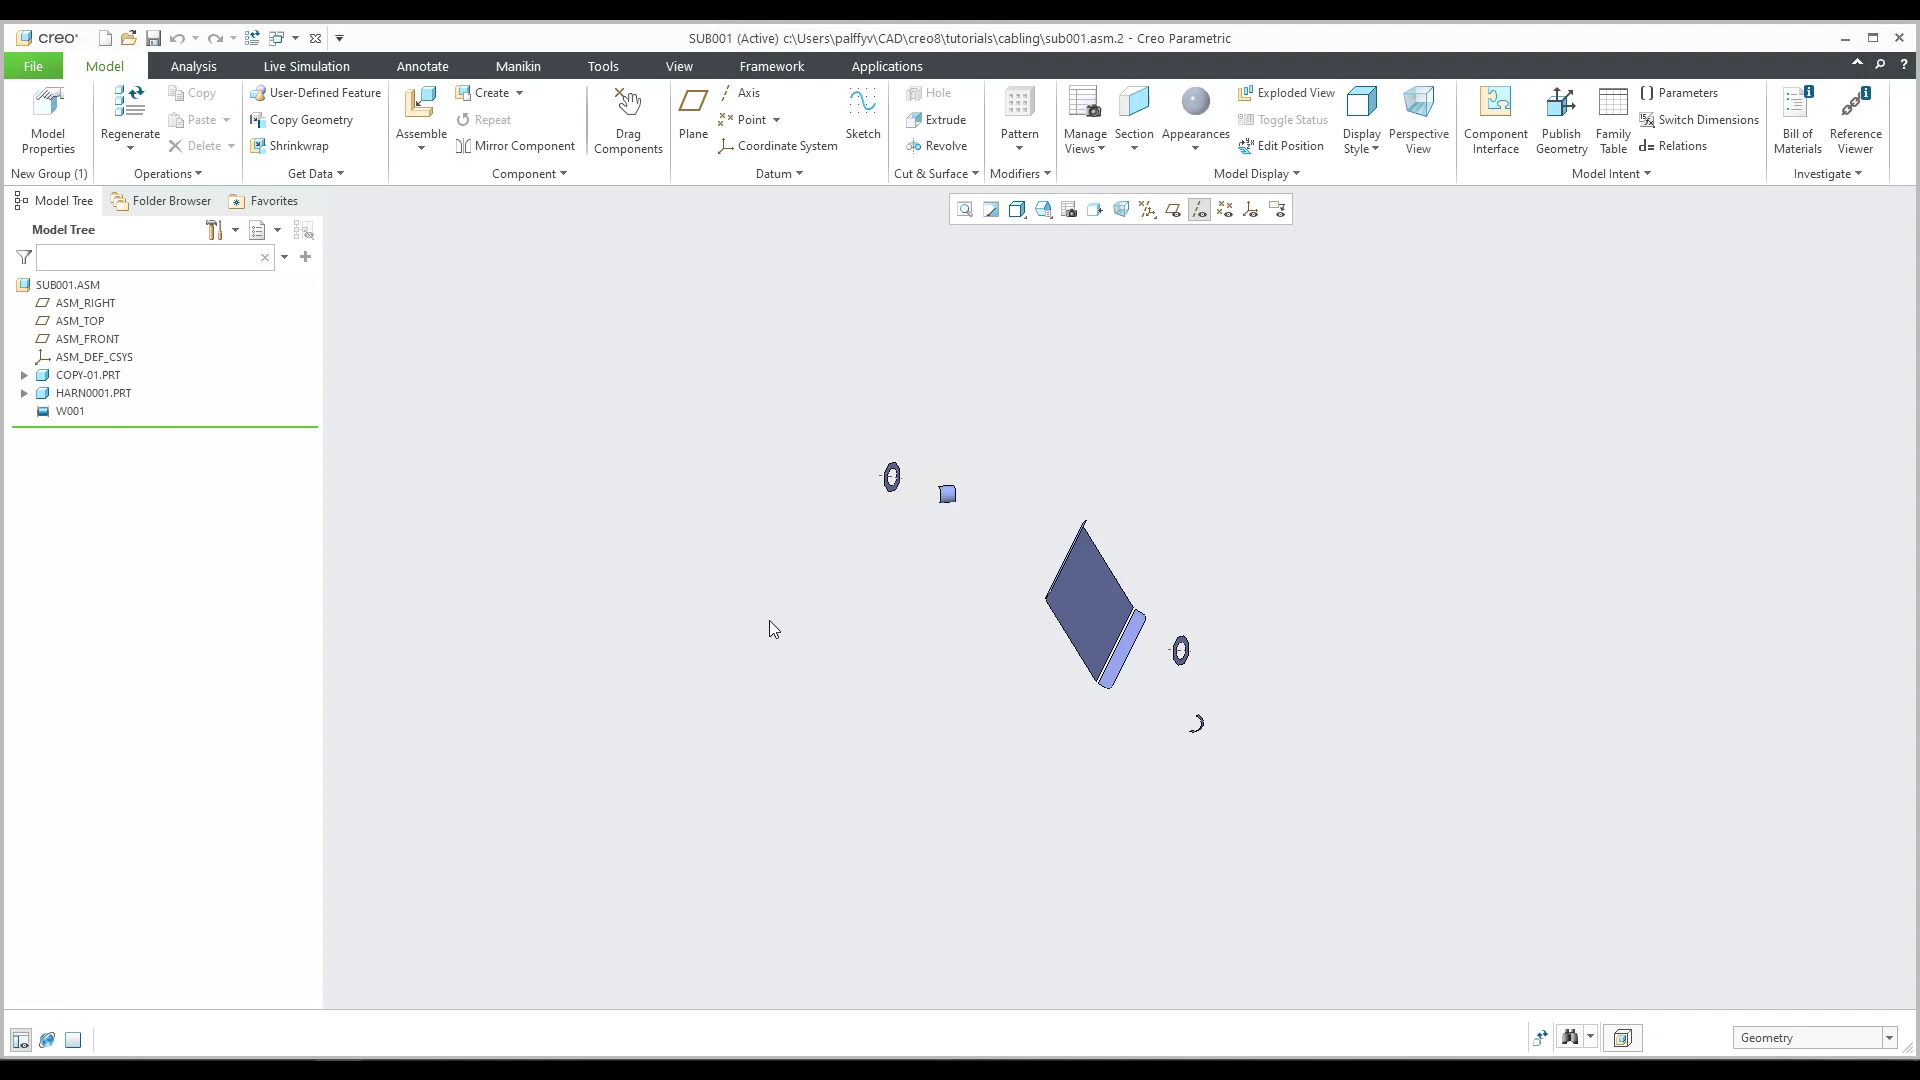 creo®
SUB001 (Active) c:\Users\palffyv\CAD\creo8\tutorials\cabling\sub001.asm.2 - Creo Parametric
File Model Analysis Live Simulation Annotate Manikin Tools View Framework Applications
Model Properties
New Group (1)
Regenerate
Copy
Paste
Delete
Operations
User-Defined Feature
Copy Geometry
Shrinkwrap
Get Data
Assemble
Create
Repeat
Mirror Component
Drag Components
Component
Plane
Axis
Point
Coordinate System
Sketch
Datum
Hole
Extrude
Revolve
Cut & Surface
Pattern
Modifiers
Manage Views
Section
Appearances
Exploded View
Toggle Status
Edit Position
Display Style
Perspective View
Model Display
Component Interface
Publish Geometry
Family Table
Parameters
Switch Dimensions
d= Relations
Model Intent
Bill of Materials
Reference Viewer
Investigate
Model Tree Folder Browser Favorites
Model Tree
SUB001.ASM
ASM_RIGHT
ASM_TOP
ASM_FRONT
ASM_DEF_CSYS
COPY-01.PRT
HARN0001.PRT
W001
Geometry